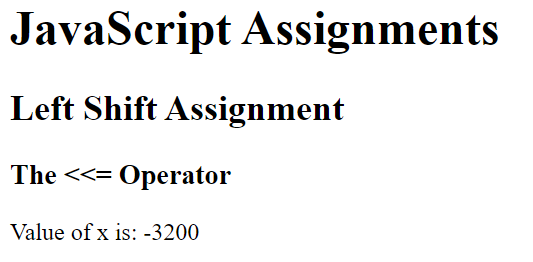 JavaScript Assignments
Left Shift Assignment
The <<= Operator
Value of x is: -3200